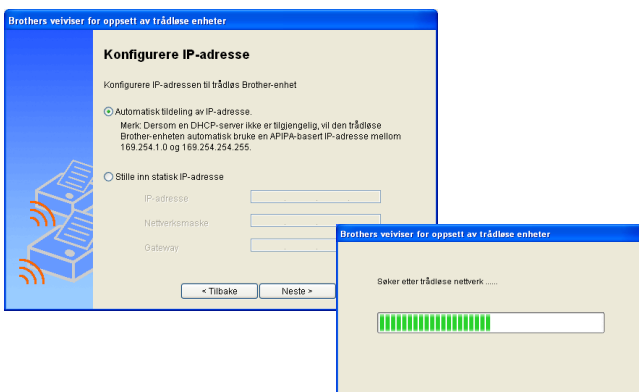 Brothers veiviser for oppsett av trådløse enheter
Konfigurere IP-adresse
Konfigurere IP-adressen til trådløs Brother-enhet
Automatisk tildeling av IP-adresse.
Merk: Dersom en DHCP-server ikke er tilgjengelig, vil den trådløse
Brother-enheten automatisk bruke en APIPA-basert IP-adresse mellom
169.254.1.0 og 169.254.254.255.
Stille inn statisk IP-adresse
IP-adresse
Nettverksmaske
Gateway
< Tilbake
Neste >
Brothers veiviser for oppsett av trådløse enheter
Søker etter trådløse nettverk ......